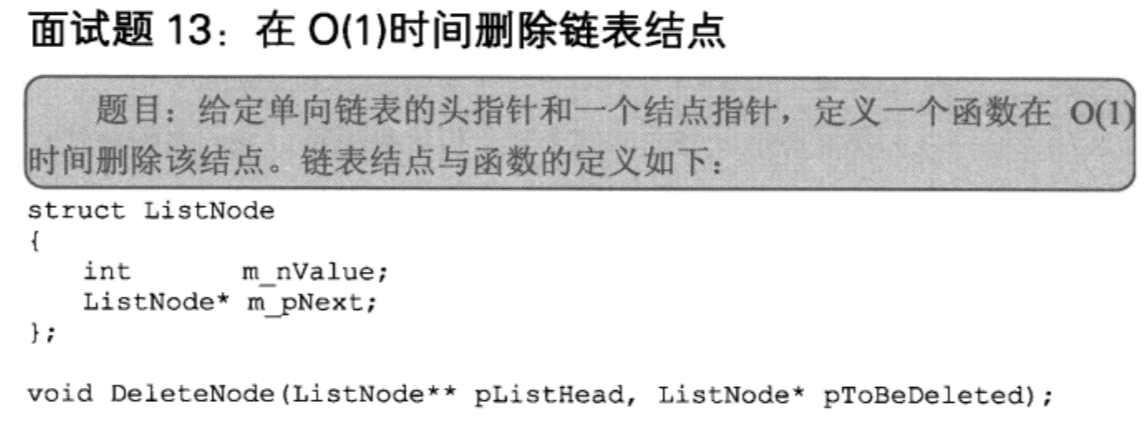 面试题 13：在 O(1)时间删除链表结点
题目：给定单向链表的头指针和一个结点指针，定义一个函数在 O(1)
时间删除该结点。链表结点与函数的定义如下：
struct ListNode
{
    int       m_nValue;
    ListNode* m_pNext;
};
void DeleteNode(ListNode** pListHead, ListNode* pToBeDeleted);